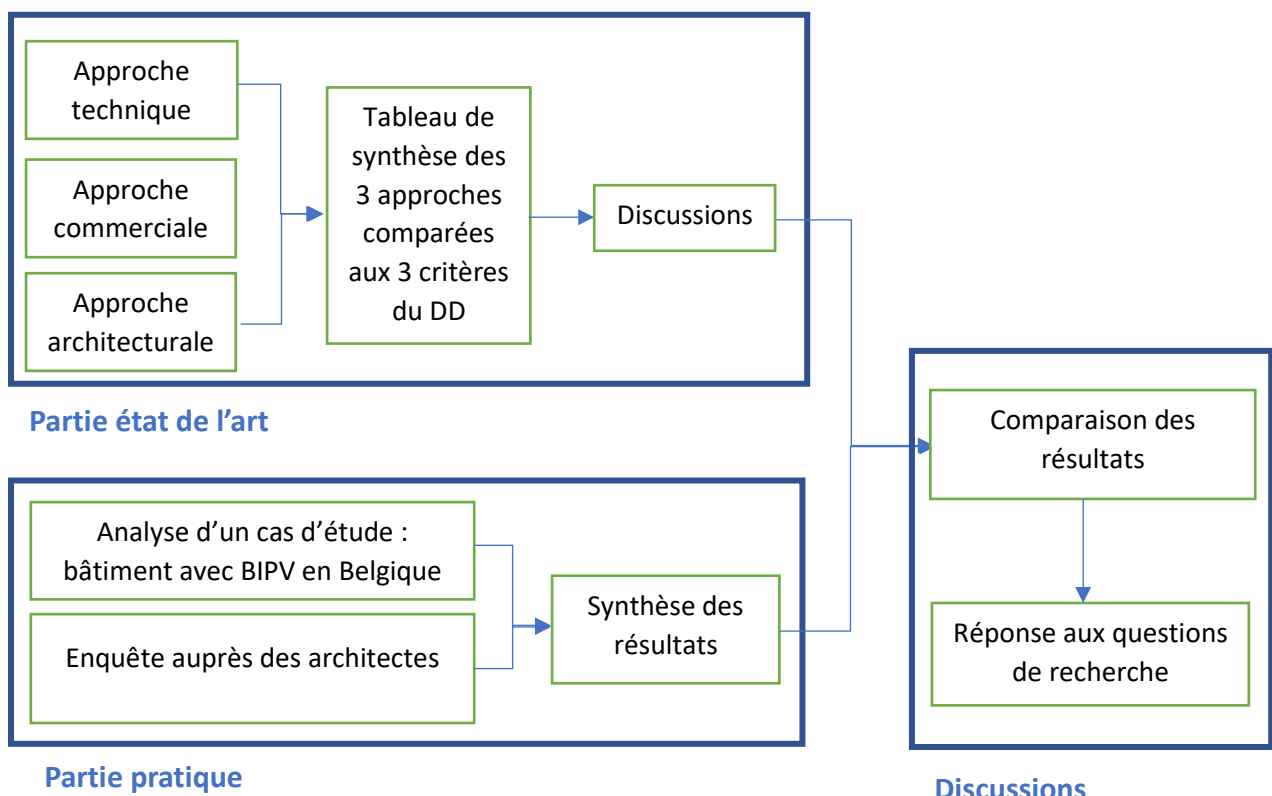 Approche
technique
Approche
commerciale
Approche
architecturale
Tableau de
synthèse des
3 approches
comparées
aux 3 critères
du DD
Discussions
Partie état de l’art
Analyse d’un cas d’étude :
bâtiment avec BIPV en Belgique
Enquête auprès des architectes
Synthèse des
résultats
Partie pratique
Comparaison des
résultats
Réponse aux questions
de recherche
Discussions